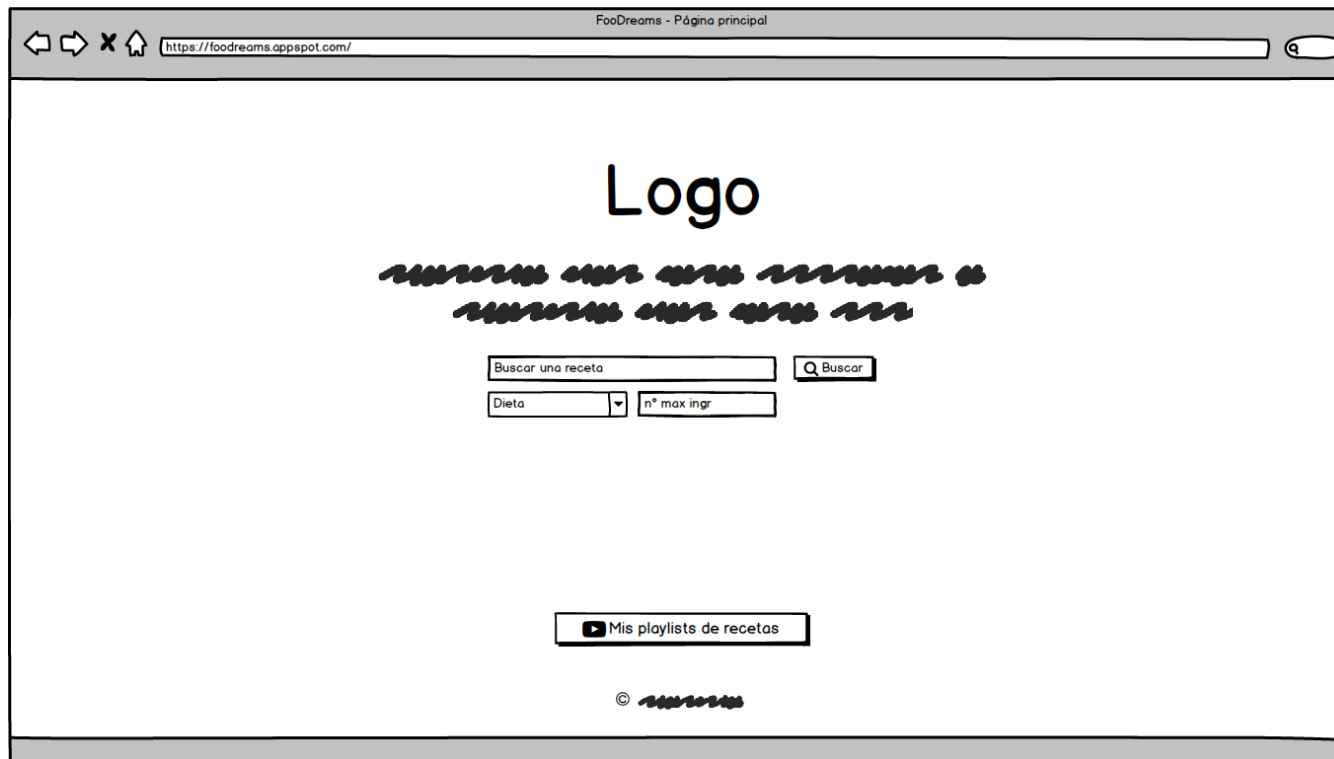 FooDreams - Página principal
https://foodreams.appspot.com/
Logo
Buscar una receta
Buscar
Dieta
n° max ingr
Mis playlists de recetas
©